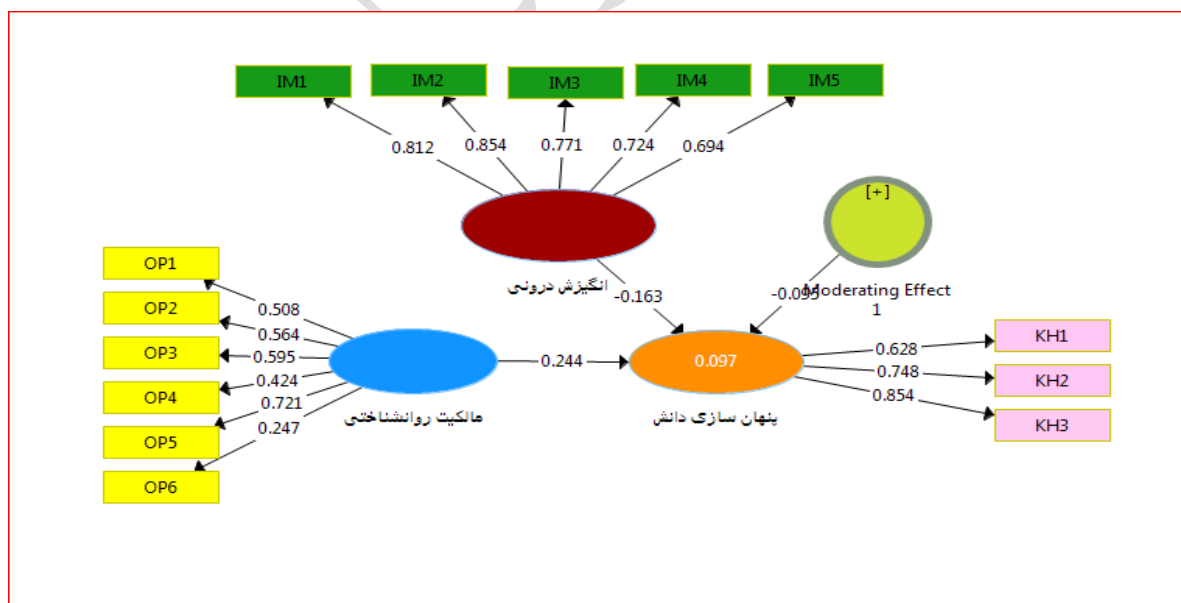 IM1 IM2 IM3 IM4 IM5
0.812 0.854 0.771 0.724 0.694
[+]
انگیزش درونی
Moderating Effect
1
-0.163
-0.095
OP1
OP2
OP3
OP4
OP5
OP6
0.508
0.564
0.595
0.424
0.721
0.247
مالکیت روانشناختی
0.244
0.097
پنهان سازی دانش
0.628
0.748
0.854
KH1
KH2
KH3